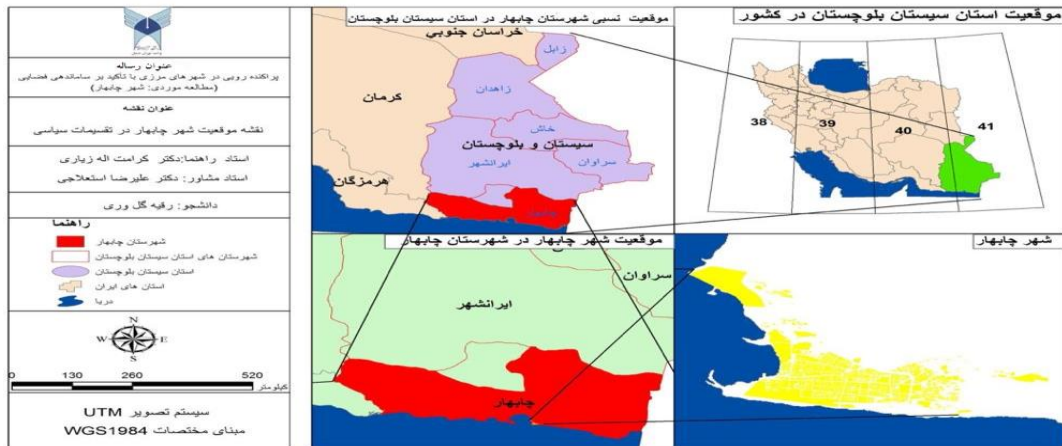 عنوان رساله
پراکنده رویی در شهرهای مرزی با تأکید بر ساماندهی فضایی
(مطالعه موردی: شهر چابهار)
عنوان نقشه
نقشه موقعیت شهر چابهار در تقسیمات سیاسی
استاد راهنما:دکتر کرامت اله زیاری
استاد مشاور: دکتر علیرضا استعلاجی
دانشجو: رقیه گل وری
راهنما
شهرستان چابهار
شهرستان های استان سیستان بلوچستان
استان سیستان بلوچستان
استان های ایران
دریا
N
W E
S
0 130 260 520
کیلومتر
سیستم تصویر UTM
مبنای مختصات WGS1984
موقعیت نسبی شهرستان چابهار در استان سیستان بلوچستان
خراسان جنوبي
زابل
زاهدان
کرمان
خاش
سیستان و بلوچستان
ایرانشهر
سراوان
هرمزگان
موقعیت استان سیستان بلوچستان در کشور
38 39 40 41
موقعیت شهر چابهار در شهرستان چابهار
سراوان
ایرانشهر
چابهار
شهر چابهار